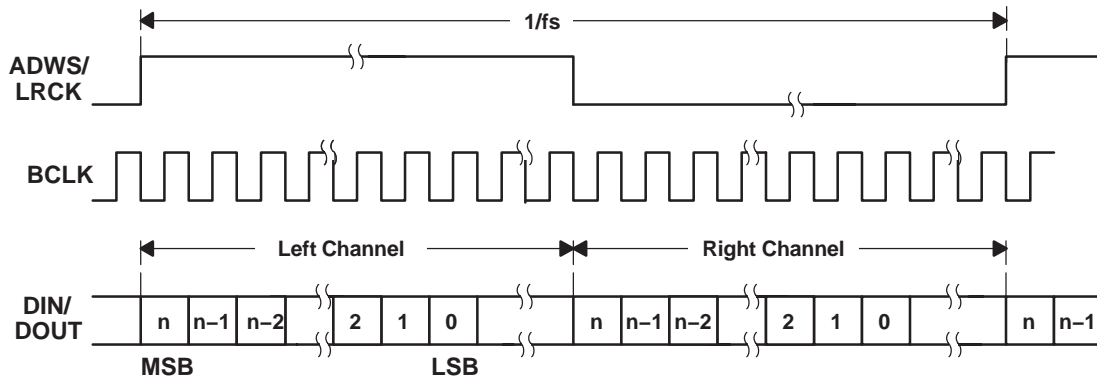 1/fs
ADWS/
LRCK
BCLK
Left Channel Right Channel
DIN/
DOUT
n n−1 n−2 2 1 0 n n−1 n−2 2 1 0 n n−1
MSB LSB